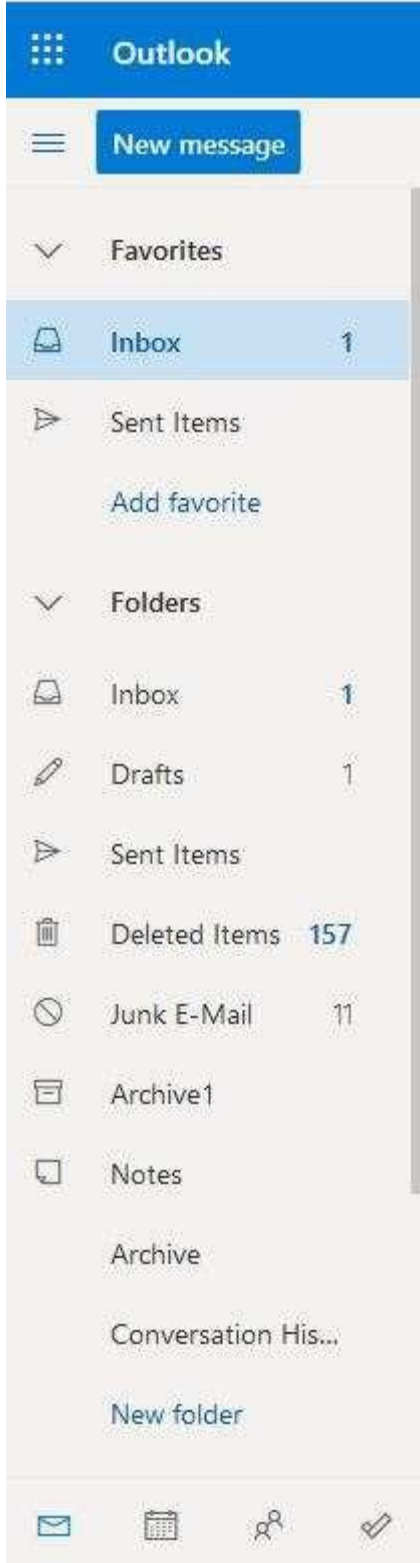 Outlook
New message
Favorites
Inbox 1
Sent Items
Add favorite
Folders
Inbox 1
Drafts 1
Sent Items
Deleted Items 157
Junk E-Mail 11
Archive1
Notes
Archive
Conversation His...
New folder